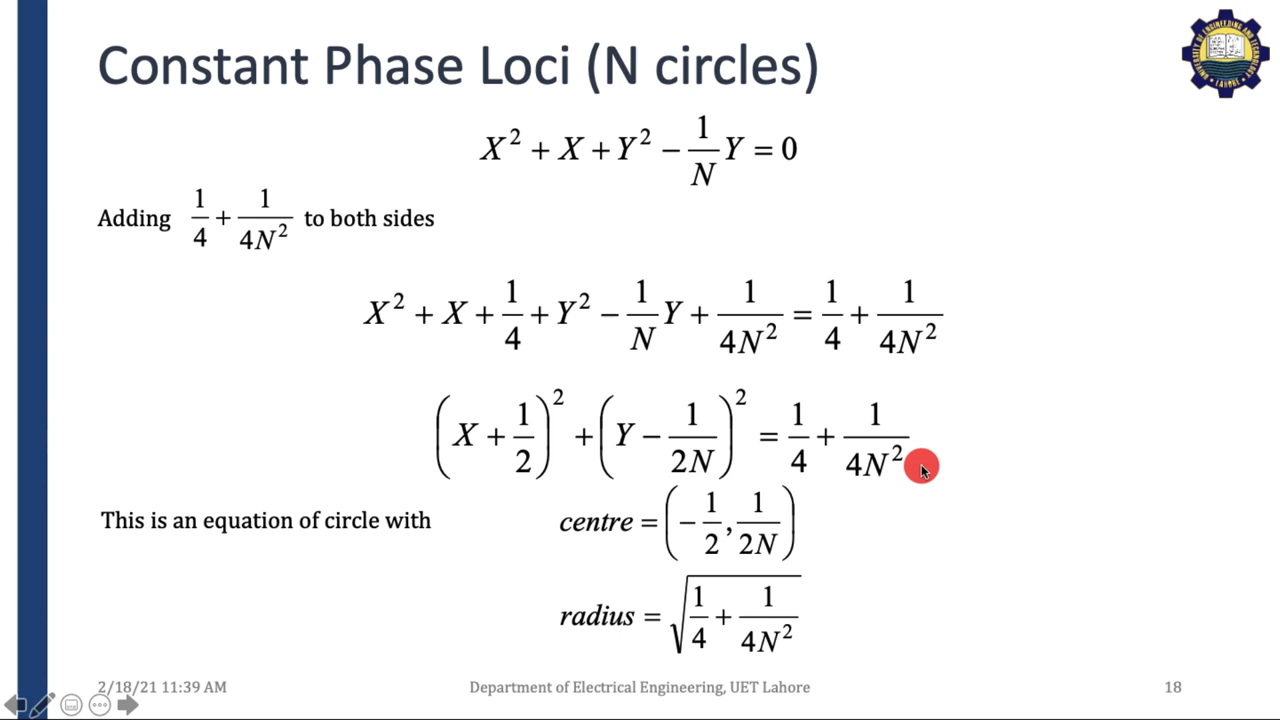 Constant Phase Loci (N circles)
X² + X + Y² − 1/N Y = 0
Adding 1/4 + 1/4N² to both sides
X² + X + 1/4 + Y² − 1/N Y + 1/4N² = 1/4 + 1/4N²
(X + 1/2)² + (Y − 1/2N)² = 1/4 + 1/4N²
This is an equation of circle with centre = (−1/2, 1/2N)
radius = √(1/4 + 1/4N²)
2/18/21 11:39 AM Department of Electrical Engineering, UET Lahore 18